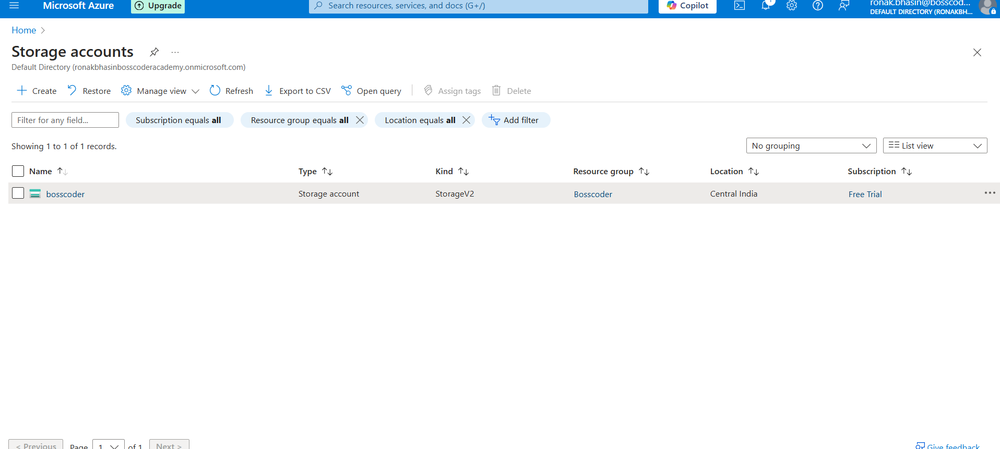 Microsoft Azure Upgrade Search resources, services, and docs (G+/) Copilot 1 ronak.bhasin@bosscod...
DEFAULT DIRECTORY (RONAKBH...
Home
Storage accounts ...
Default Directory (ronakbhasinbosscoderacademy.onmicrosoft.com)
Create Restore Manage view Refresh Export to CSV Open query Assign tags Delete
Filter for any field... Subscription equals all Resource group equals all Location equals all Add filter
Showing 1 to 1 of 1 records. No grouping List view
Name Type Kind Resource group Location Subscription
bosscoder Storage account StorageV2 Bosscoder Central India Free Trial ...
< Previous Page 1 of 1 Next > Give feedback